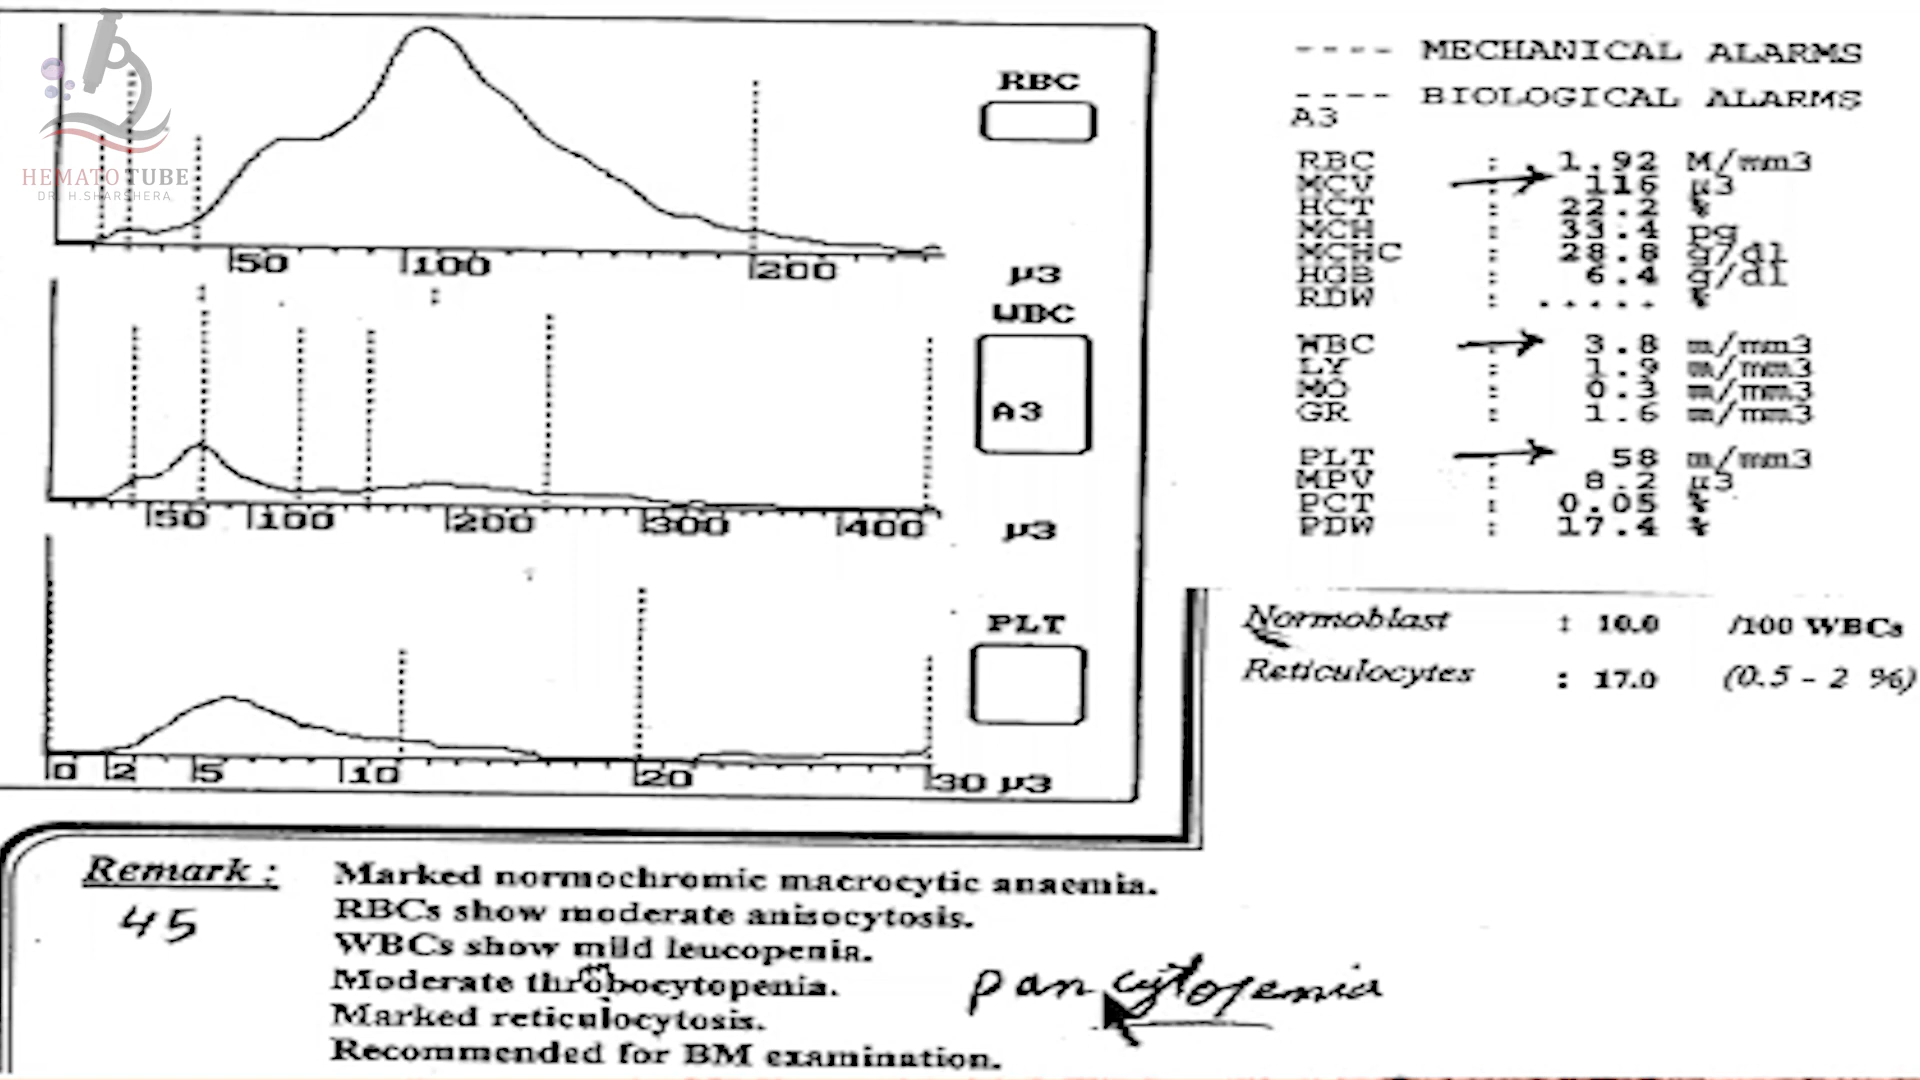 HEMATO TUBE
DR. H.SHARSHERA
RBC
50 100 200 µ3
WBC
A3
50 100 200 300 400 µ3
PLT
0 2 5 10 20 30 µ3
---- MECHANICAL ALARMS
---- BIOLOGICAL ALARMS
A3
RBC : 1.92 M/mm3
MCV : 116 µ3
HCT : 22.2 %
MCH : 33.4 pg
MCHC : 28.8 g/dl
HGB : 6.4 g/dl
RDW : ..... %
WBC : 3.8 m/mm3
LY : 1.9 m/mm3
MO : 0.3 m/mm3
GR : 1.6 m/mm3
PLT : 58 m/mm3
MPV : 8.2 µ3
PCT : 0.05 %
PDW : 17.4 %
Normoblast : 10.0 /100 WBCs
Reticulocytes : 17.0 (0.5 - 2 %)
Remark : Marked normochromic macrocytic anaemia.
45
RBCs show moderate anisocytosis.
WBCs show mild leucopenia.
Moderate throbocytopenia.
m
pancytopenia
Marked reticulocytosis.
Recommended for BM examination.